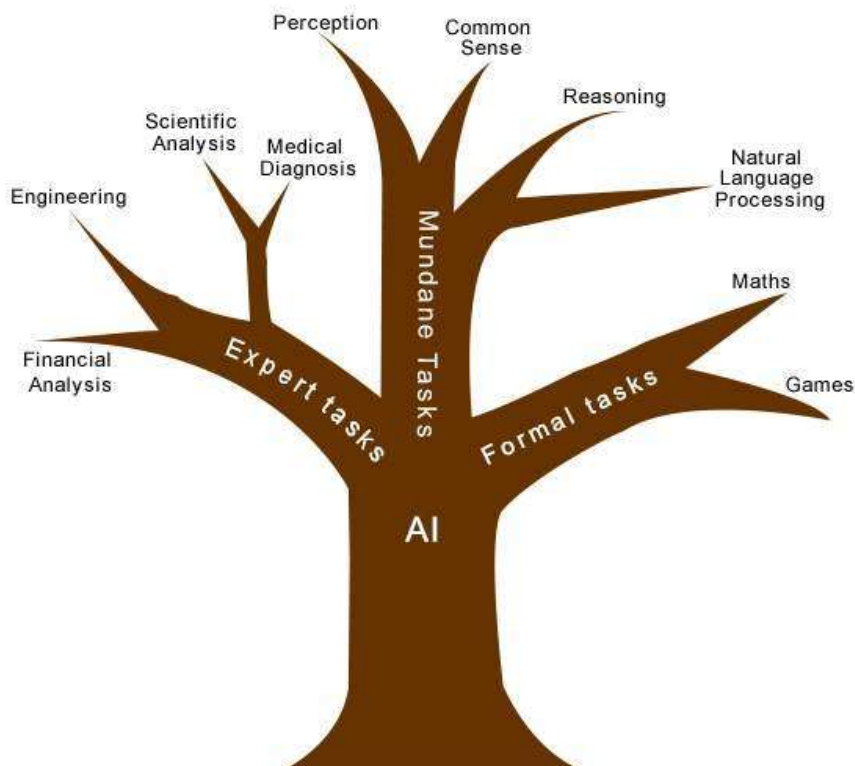 Perception
Common
Sense
Reasoning
Scientific
Analysis
Medical
Diagnosis
Natural
Language
Processing
Engineering
Mundane Tasks
Maths
Financial
Analysis
Expert tasks
Formal tasks
Games
AI